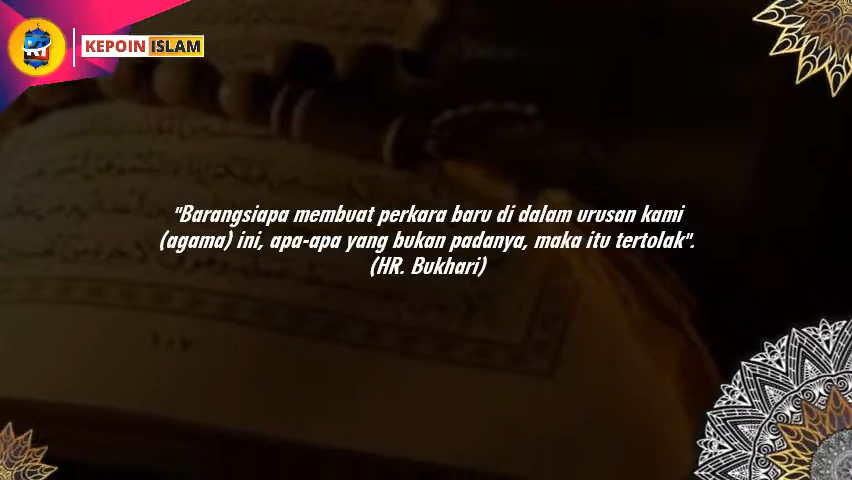 KEPOIN ISLAM
"Barangsiapa membuat perkara baru di dalam urusan kami
(agama) ini, apa-apa yang bukan padanya, maka itu tertolak".
(HR. Bukhari)